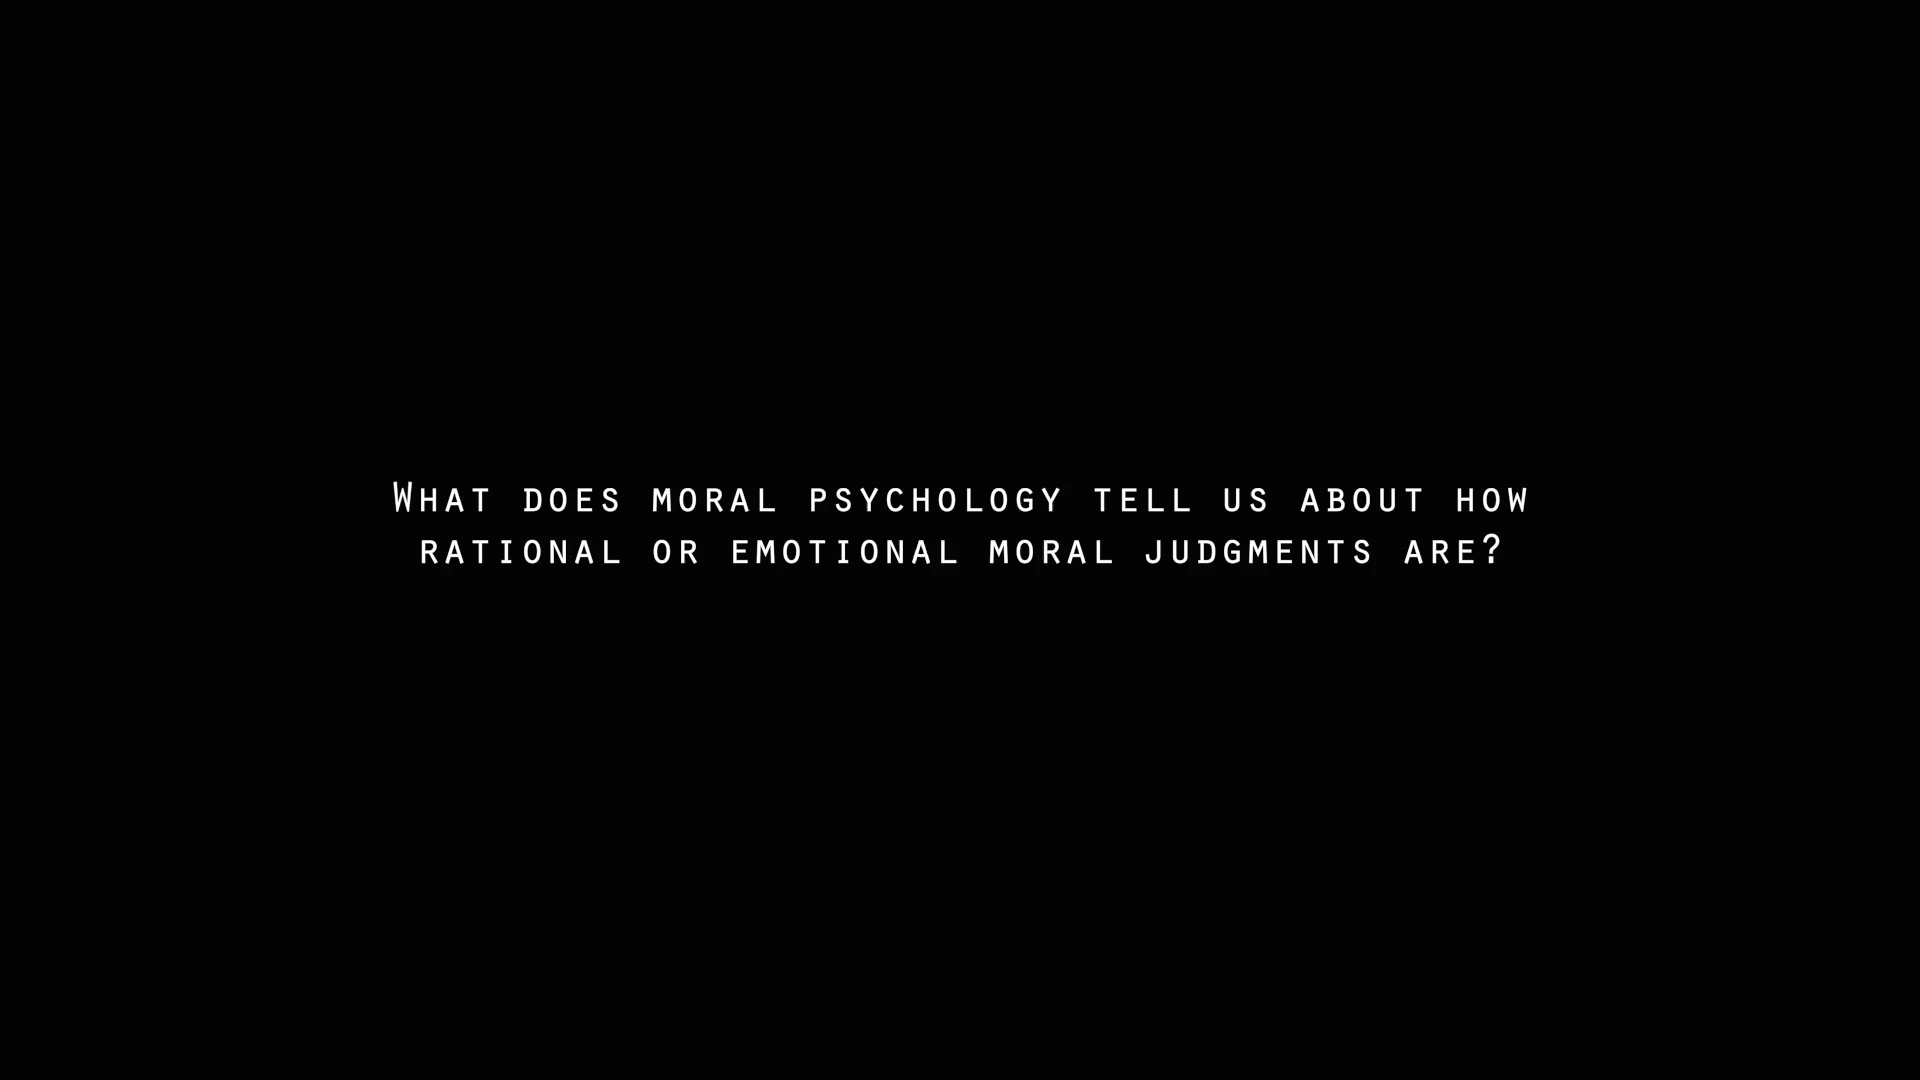 What does moral psychology tell us about how
rational or emotional moral judgments are?